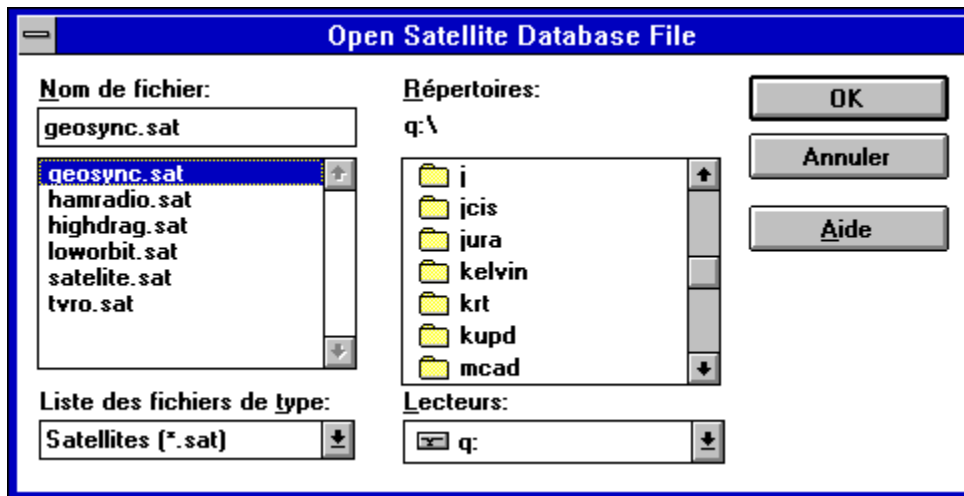 Open Satellite Database File
Nom de fichier:
geosync.sat
geosync.sat
hamradio.sat
highdrag.sat
loworbit.sat
satelite.sat
tvro.sat
Liste des fichiers de type:
Satellites (*.sat)
Répertoires:
q:\
j
jcis
jura
kelvin
krt
kupd
mcad
Lecteurs:
q:
OK
Annuler
Aide